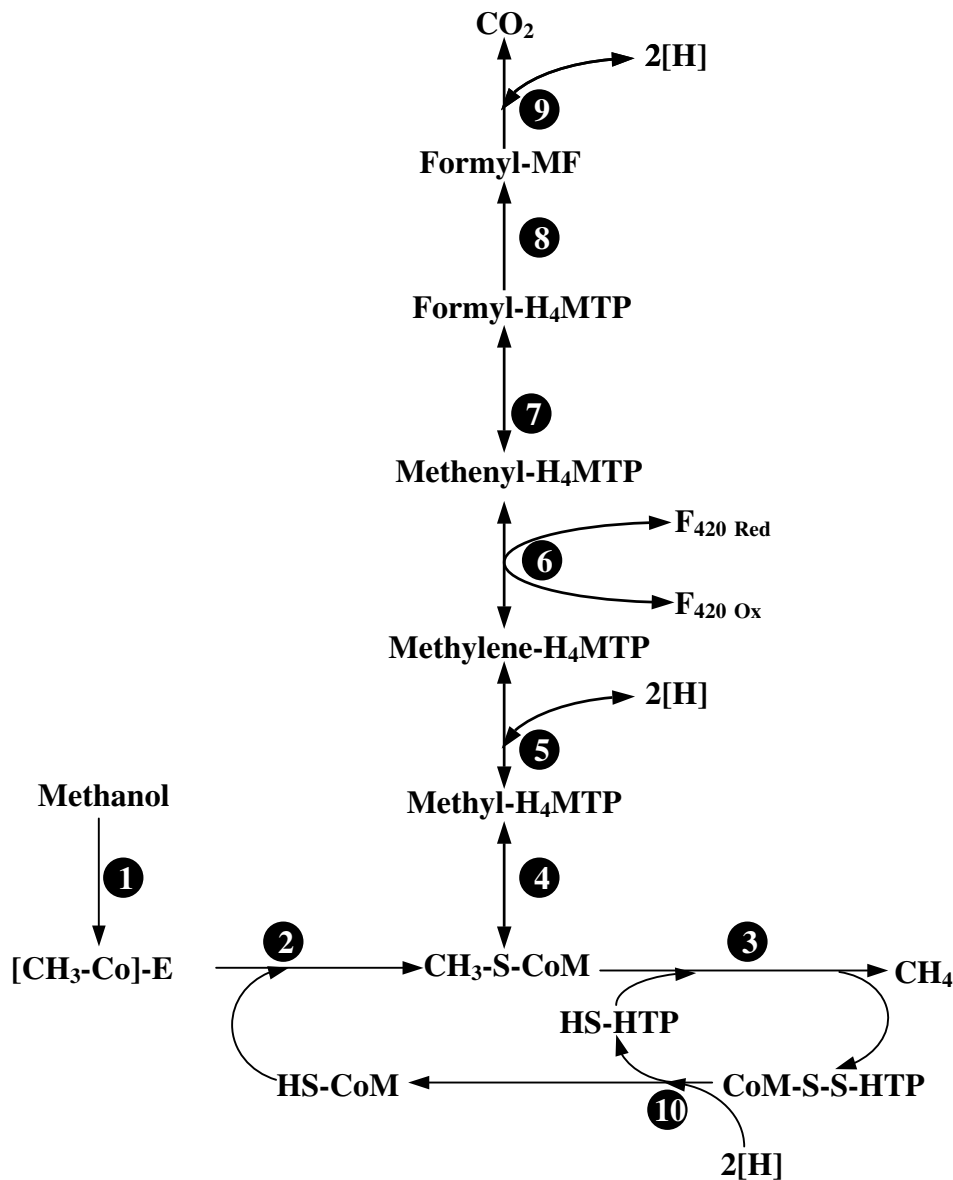 CO₂
2[H]
9
Formyl-MF
8
Formyl-H₄MTP
7
Methenyl-H₄MTP
F₄₂₀ Red
6
F₄₂₀ Ox
Methylene-H₄MTP
2[H]
5
Methanol
Methyl-H₄MTP
1
4
2
3
[CH₃-Co]-E
CH₃-S-CoM
CH₄
HS-HTP
HS-CoM
CoM-S-S-HTP
10
2[H]